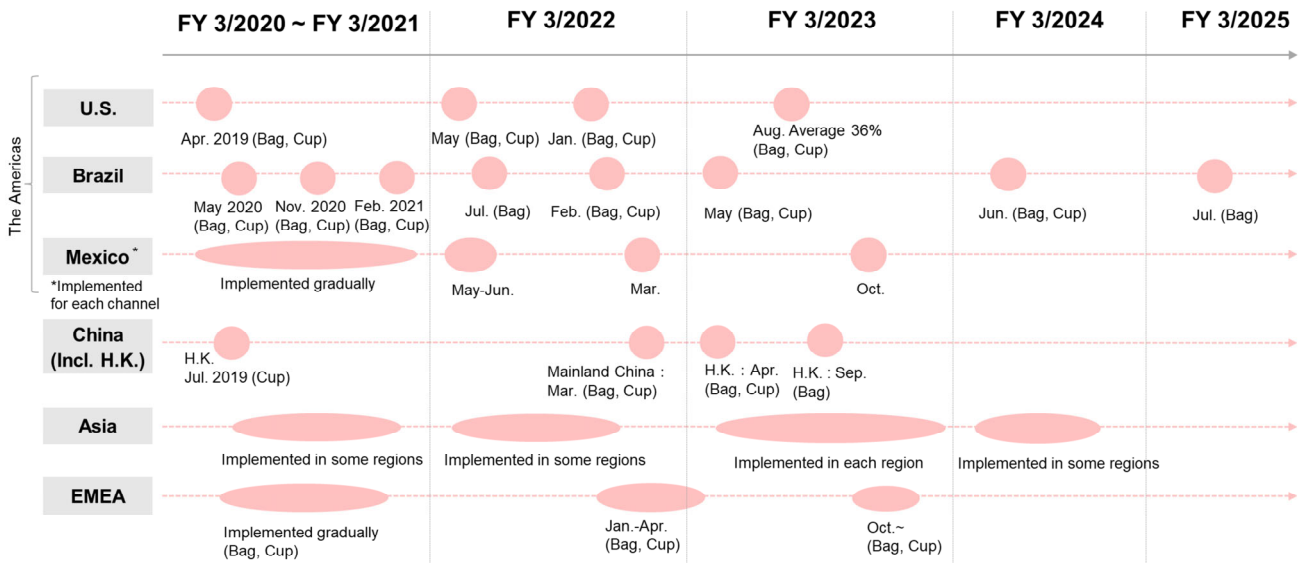 FY 3/2020 ~ FY 3/2021
FY 3/2022
FY 3/2023
FY 3/2024
FY 3/2025
The Americas
U.S.
Apr. 2019 (Bag, Cup)
May (Bag, Cup)
Jan. (Bag, Cup)
Aug. Average 36%
(Bag, Cup)
Brazil
May 2020
(Bag, Cup)
Nov. 2020
(Bag, Cup)
Feb. 2021
(Bag, Cup)
Jul. (Bag)
Feb. (Bag, Cup)
May (Bag, Cup)
Jun. (Bag, Cup)
Jul. (Bag)
Mexico *
*Implemented
for each channel
Implemented gradually
May-Jun.
Mar.
Oct.
China
(Incl. H.K.)
H.K.
Jul. 2019 (Cup)
Mainland China :
Mar. (Bag, Cup)
H.K. : Apr.
(Bag, Cup)
H.K. : Sep.
(Bag)
Asia
Implemented in some regions
Implemented in some regions
Implemented in each region
Implemented in some regions
EMEA
Implemented gradually
(Bag, Cup)
Jan.-Apr.
(Bag, Cup)
Oct.~
(Bag, Cup)